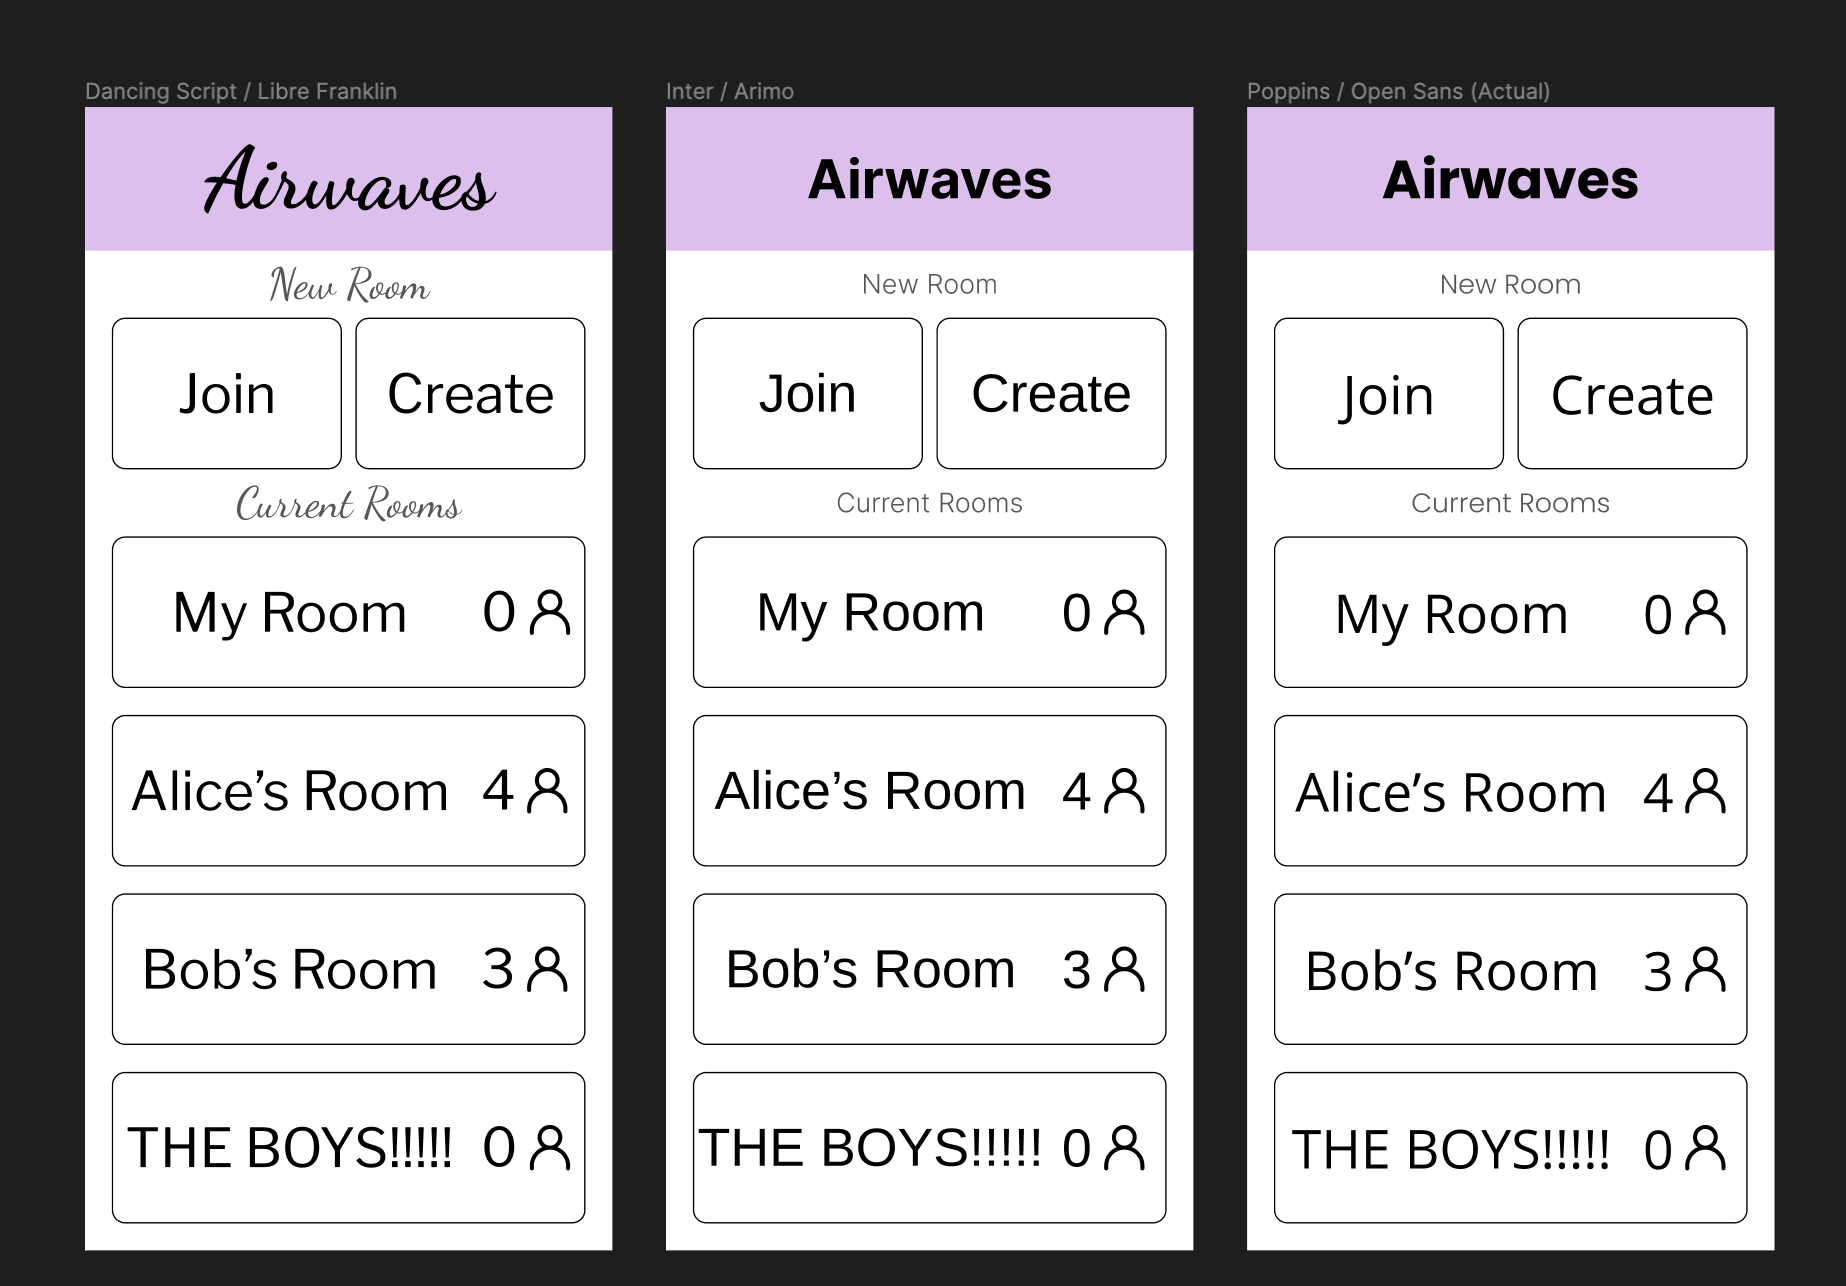 Dancing Script / Libre Franklin
Airwaves
New Room
Join Create
Current Rooms
My Room 0
Alice’s Room 4
Bob’s Room 3
THE BOYS!!!!! 0
Inter / Arimo
Airwaves
New Room
Join Create
Current Rooms
My Room 0
Alice’s Room 4
Bob’s Room 3
THE BOYS!!!!! 0
Poppins / Open Sans (Actual)
Airwaves
New Room
Join Create
Current Rooms
My Room 0
Alice’s Room 4
Bob’s Room 3
THE BOYS!!!!! 0